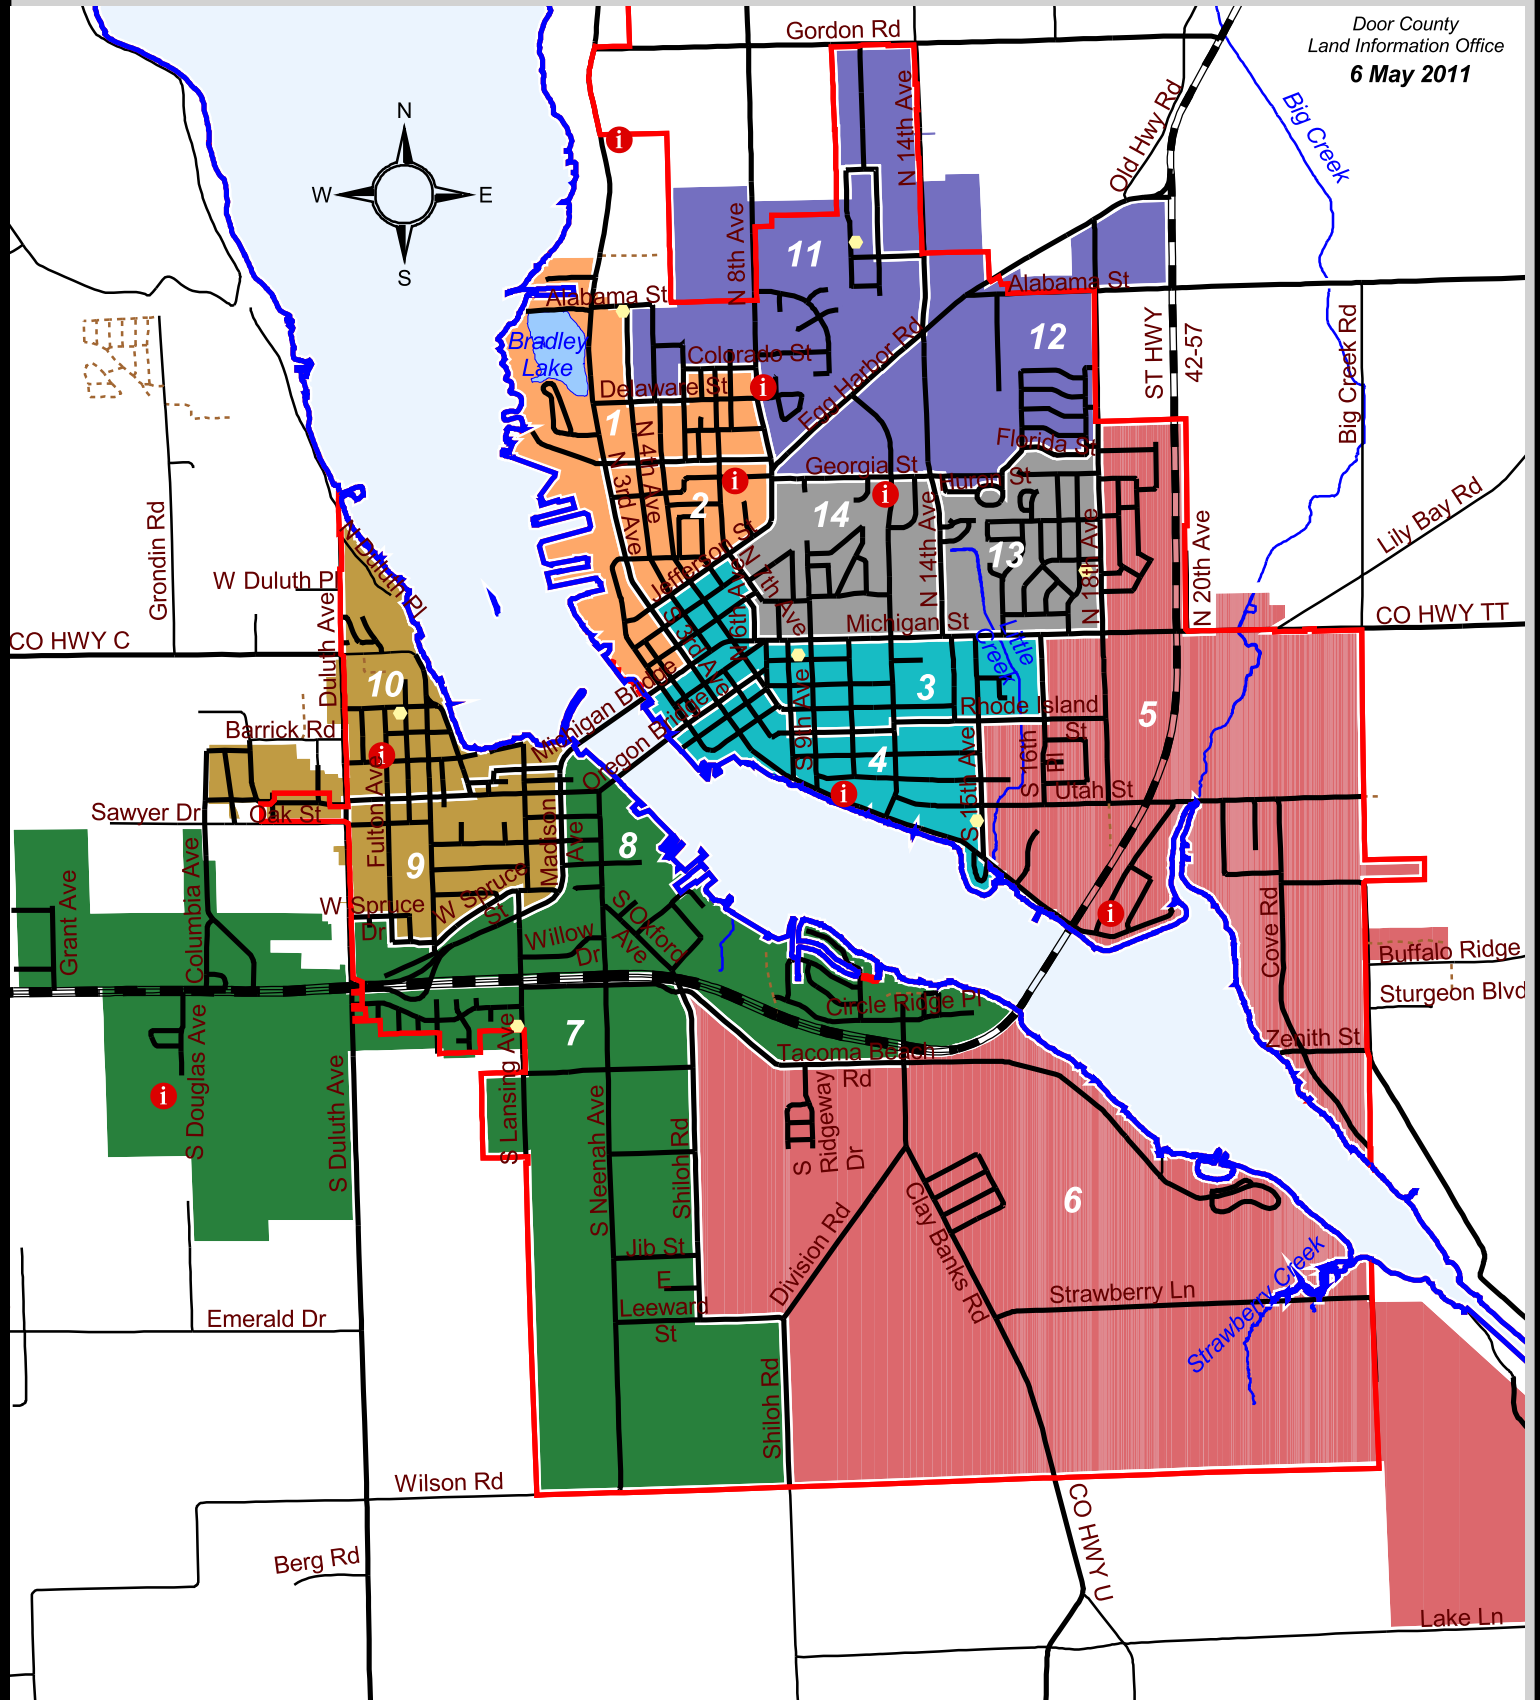 Door County
Land Information Office
6 May 2011
Gordon Rd
N 14th Ave
Old Hwy Rd
Big Creek
N
W
E
S
N 8th Ave
11
Alabama St
Alabama St
Bradley
Lake
Colorado St
12
ST HWY
42-57
Big Creek Rd
Delaware St
Egg Harbor Rd
1
N 4th Ave
N 3rd Ave
Florida St
Georgia St
Huron St
2
14
13
N 14th Ave
N 18th Ave
N 20th Ave
Lily Bay Rd
Grondin Rd
N Duluth Pl
W Duluth Pl
Jefferson St
N 7th Ave
N 6th Ave
S 3rd Ave
Michigan St
Little
Creek
CO HWY TT
CO HWY C
Duluth Ave
10
Michigan Bridge
Oregon Bridge
3
S 9th Ave
Rhode Island
St
5
Barrick Rd
4
S 15th Ave
S 16th
Pl
Utah St
Sawyer Dr
Oak St
Fulton Ave
Madison
Ave
8
9
Grant Ave
Columbia Ave
W Spruce
Dr
W Spruce
St
Willow
Dr
S Oxford
Ave
Cove Rd
Buffalo Ridge
Sturgeon Blvd
Circle Ridge Pl
Zenith St
7
S Douglas Ave
S Duluth Ave
S Lansing Ave
Tacoma Beach
Rd
S Neenah Ave
Shiloh Rd
S
Ridgeway
Dr
6
Division Rd
Clay Banks Rd
Jib St
E
Leeward
St
Strawberry Ln
Strawberry Creek
Emerald Dr
Shiloh Rd
Wilson Rd
CO HWY U
Berg Rd
Lake Ln